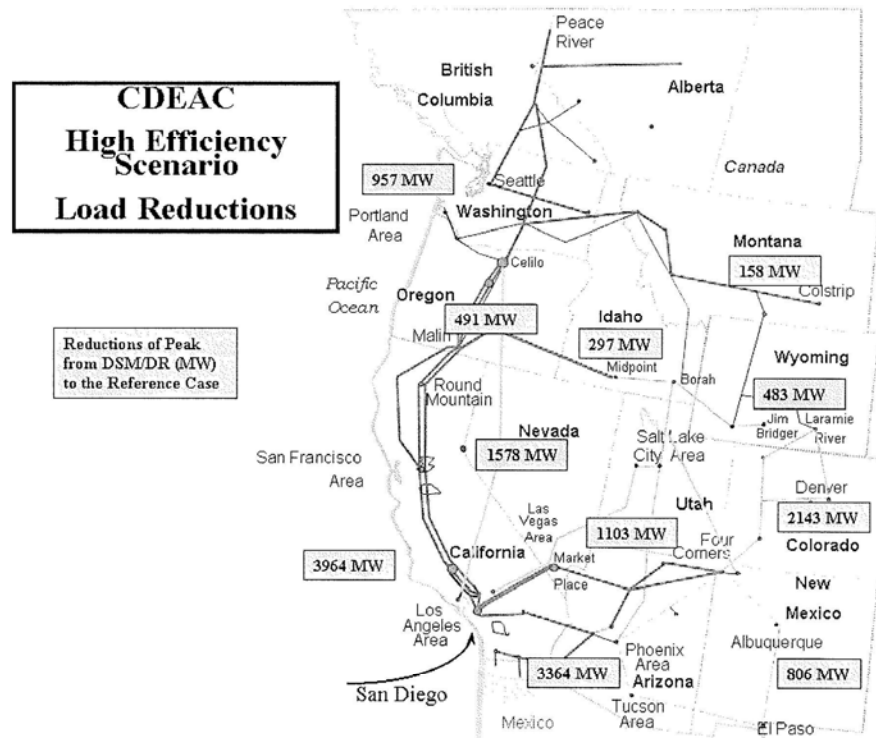 CDEAC
High Efficiency
Scenario
Load Reductions
Peace
River
British
Columbia
Alberta
Canada
957 MW
Seattle
Portland
Area
Washington
Montana
158 MW
Colstrip
Celilo
Pacific
Ocean
Oregon
491 MW
Malin
Idaho
297 MW
Midpoint
Reductions of Peak
from DSM/DR (MW)
to the Reference Case
Wyoming
483 MW
Borah
Round
Mountain
Jim
Bridger
Laramie
River
Nevada
1578 MW
Salt Lake
City Area
San Francisco
Area
Denver
2143 MW
Colorado
Utah
Las
Vegas
Area
1103 MW
Four
Corners
3964 MW
California
Market
Place
New
Mexico
Los
Angeles
Area
Albuquerque
806 MW
Phoenix
Area
3364 MW
Arizona
San Diego
Tucson
Area
Mexico
El Paso